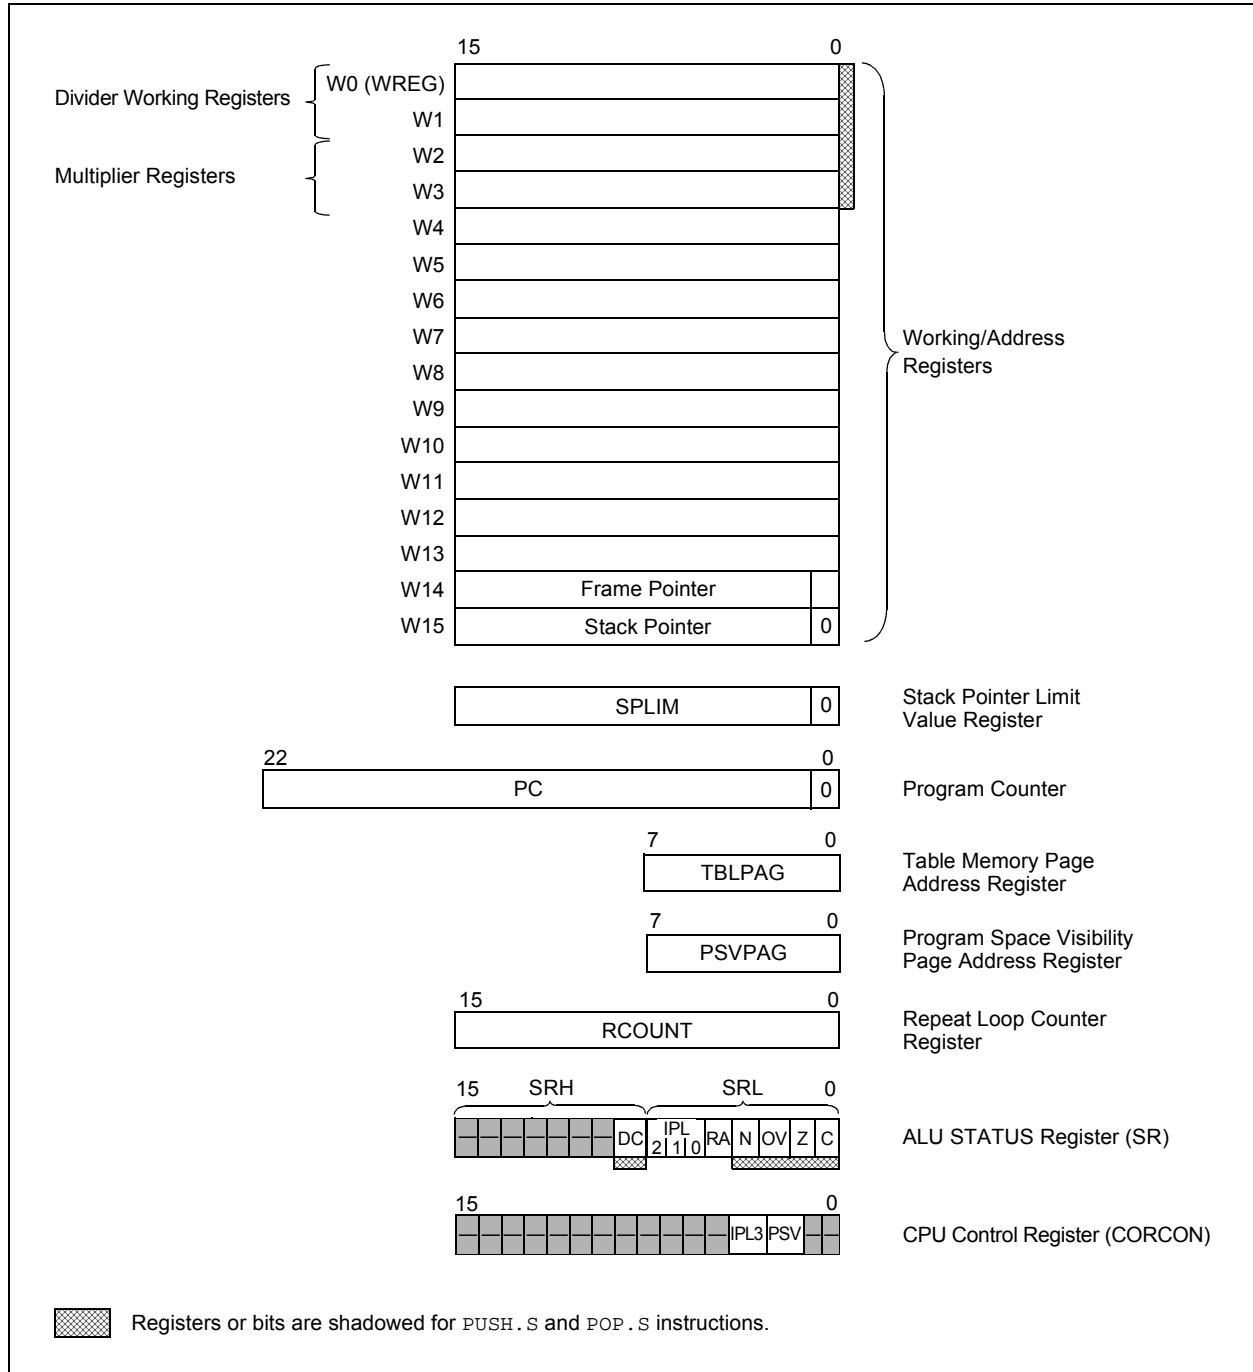 15 0
W0 (WREG)
Divider Working Registers
W1
W2
Multiplier Registers
W3
W4
W5
W6
W7
Working/Address
Registers
W8
W9
W10
W11
W12
W13
W14 Frame Pointer
W15 Stack Pointer 0
SPLIM 0
Stack Pointer Limit
Value Register
22 0
PC 0 Program Counter
7 0
TBLPAG
Table Memory Page
Address Register
7 0
PSVPAG
Program Space Visibility
Page Address Register
15 0
RCOUNT
Repeat Loop Counter
Register
15 SRH SRL 0
— — — — — — — DC IPL 2 1 0 RA N OV Z C ALU STATUS Register (SR)
15 0
— — — — — — — — — — — — IPL3 PSV — — CPU Control Register (CORCON)
Registers or bits are shadowed for PUSH.S and POP.S instructions.